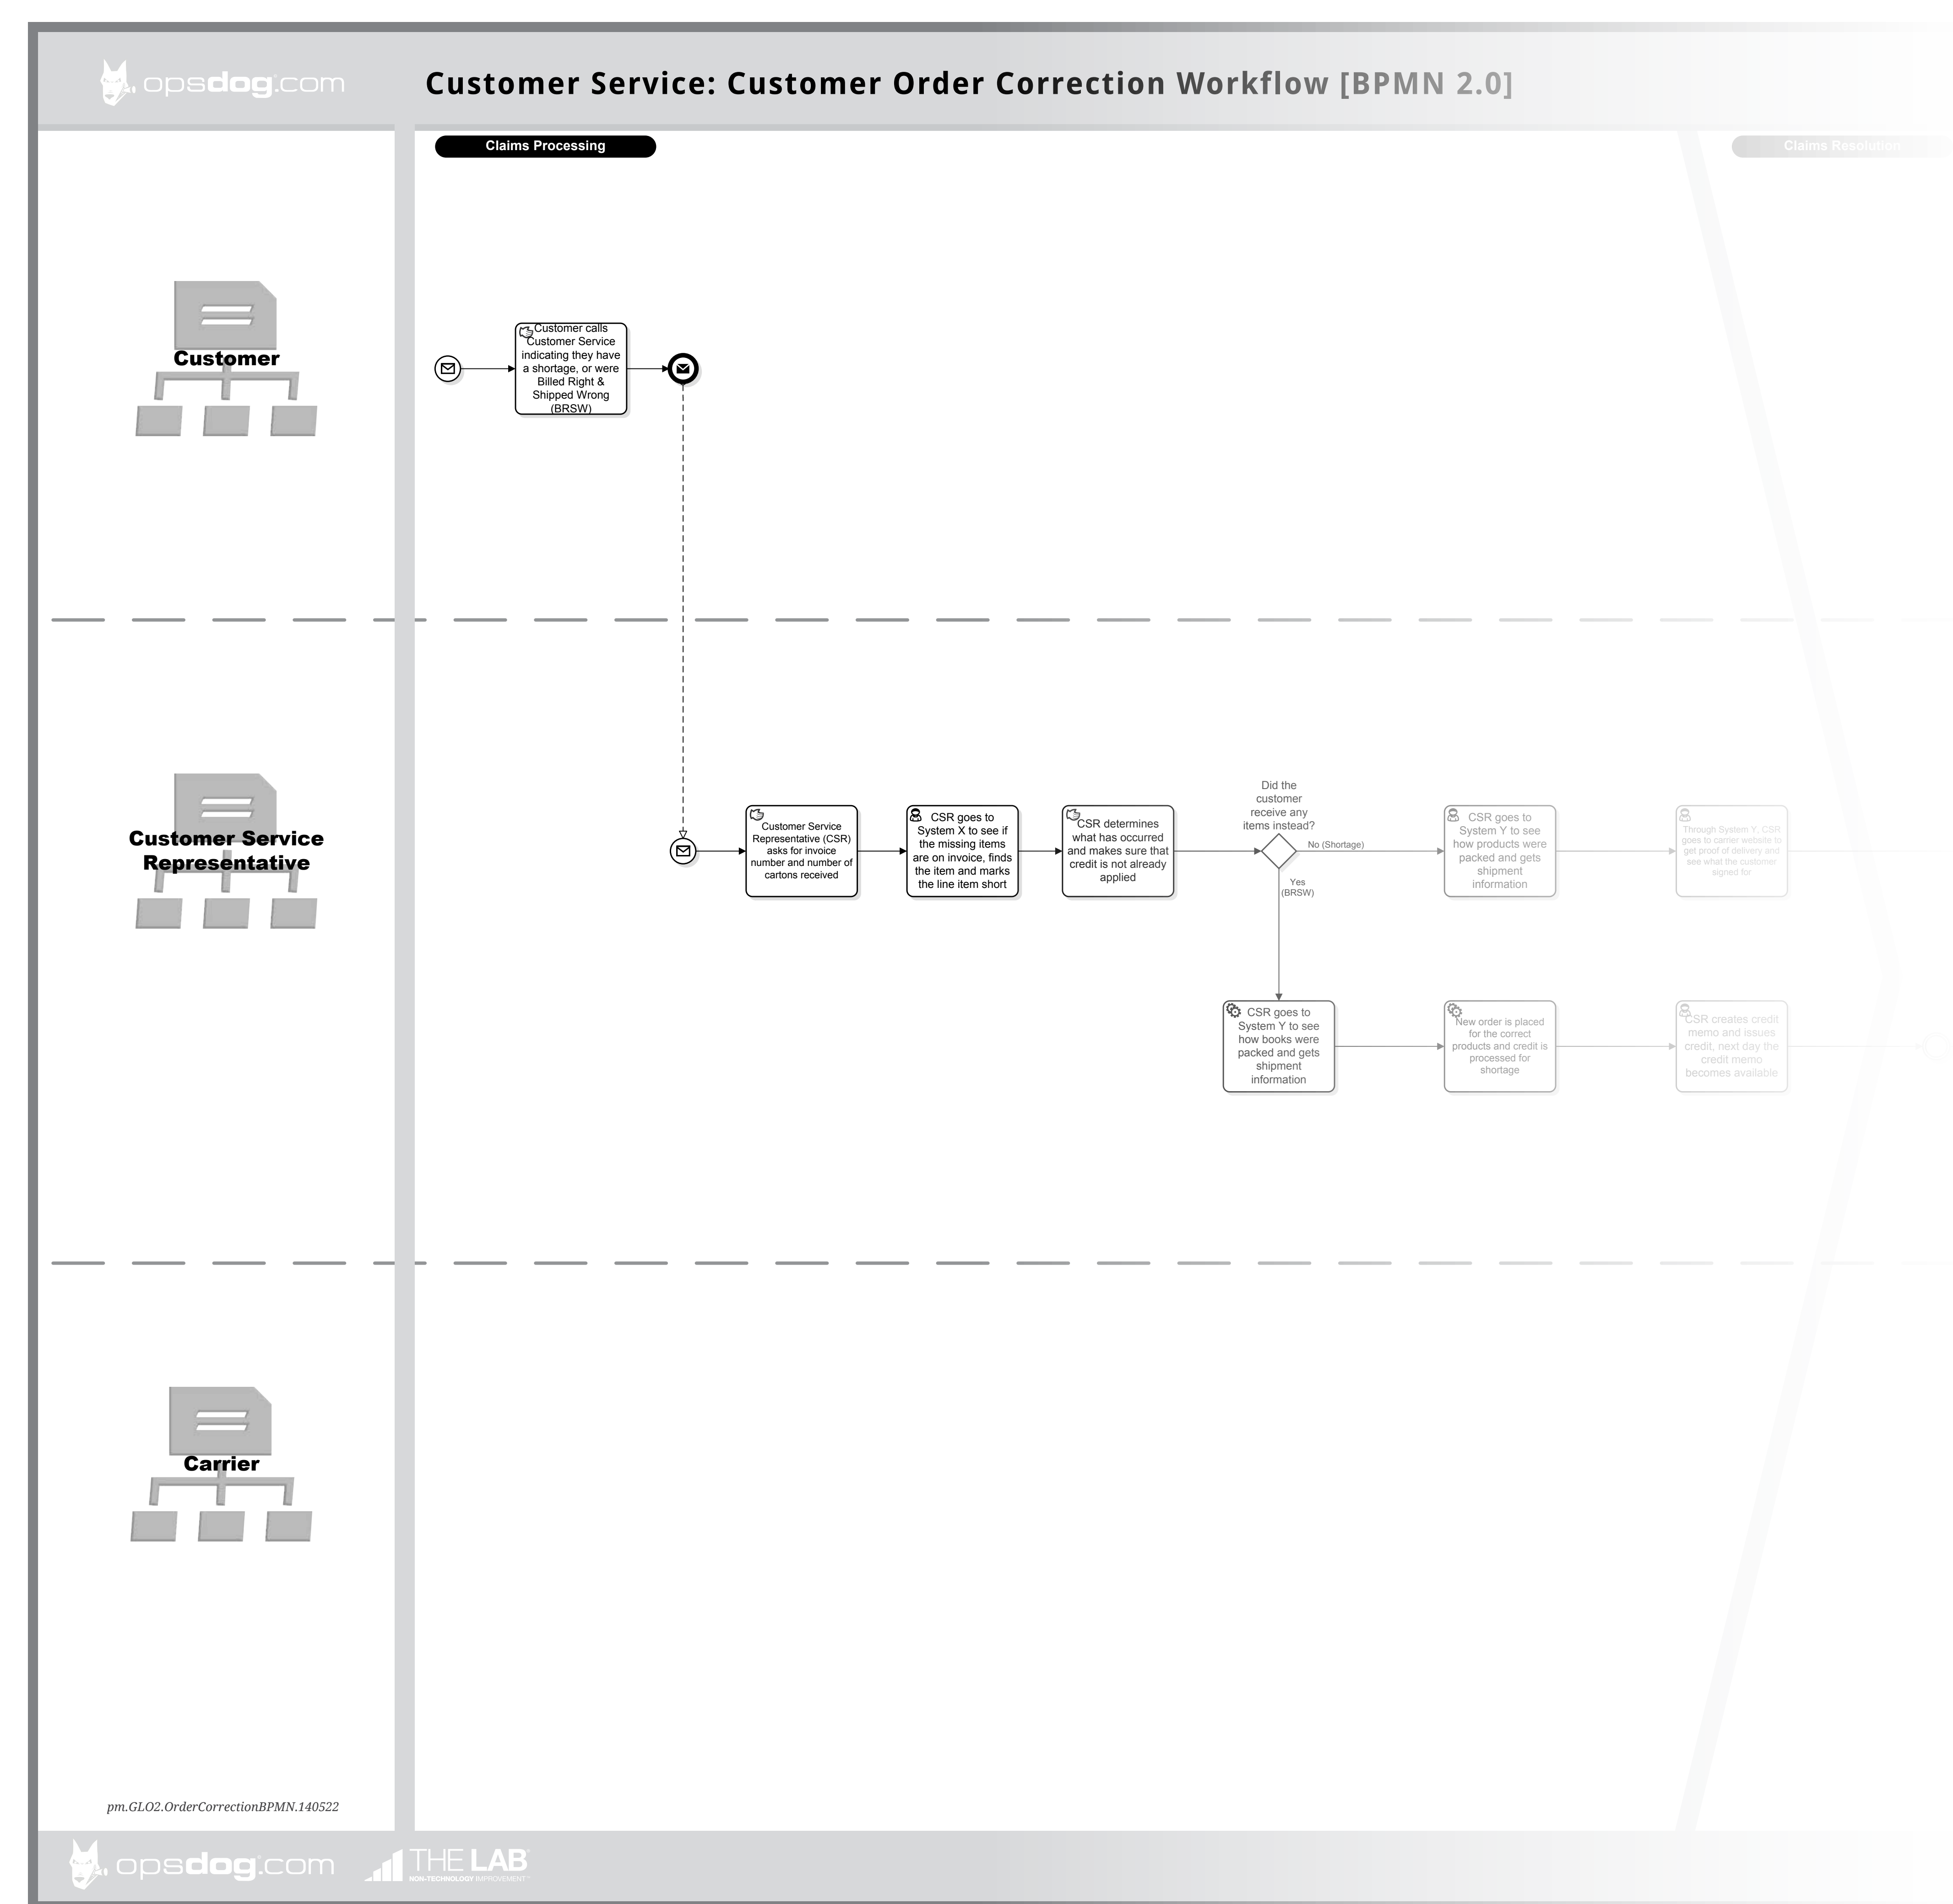 opsdog.com
Customer Service: Customer Order Correction Workflow [BPMN 2.0]
Claims Processing
Claims Resolution
Customer
Customer calls
Customer Service
indicating they have
a shortage, or were
Billed Right &
Shipped Wrong
(BRSW)
Customer Service
Representative
Customer Service
Representative (CSR)
asks for invoice
number and number of
cartons received
CSR goes to
System X to see if
the missing items
are on invoice, finds
the item and marks
the line item short
CSR determines
what has occurred
and makes sure that
credit is not already
applied
Did the
customer
receive any
items instead?
No (Shortage)
Yes
(BRSW)
CSR goes to
System Y to see
how products were
packed and gets
shipment
information
Through System Y, CSR
goes to carrier website to
get proof of delivery and
see what the customer
signed for
CSR goes to
System Y to see
how books were
packed and gets
shipment
information
New order is placed
for the correct
products and credit is
processed for
shortage
CSR creates credit
memo and issues
credit, next day the
credit memo
becomes available
Carrier
pm.GLO2.OrderCorrectionBPMN.140522
opsdog.com
THE LAB
NON-TECHNOLOGY IMPROVEMENT